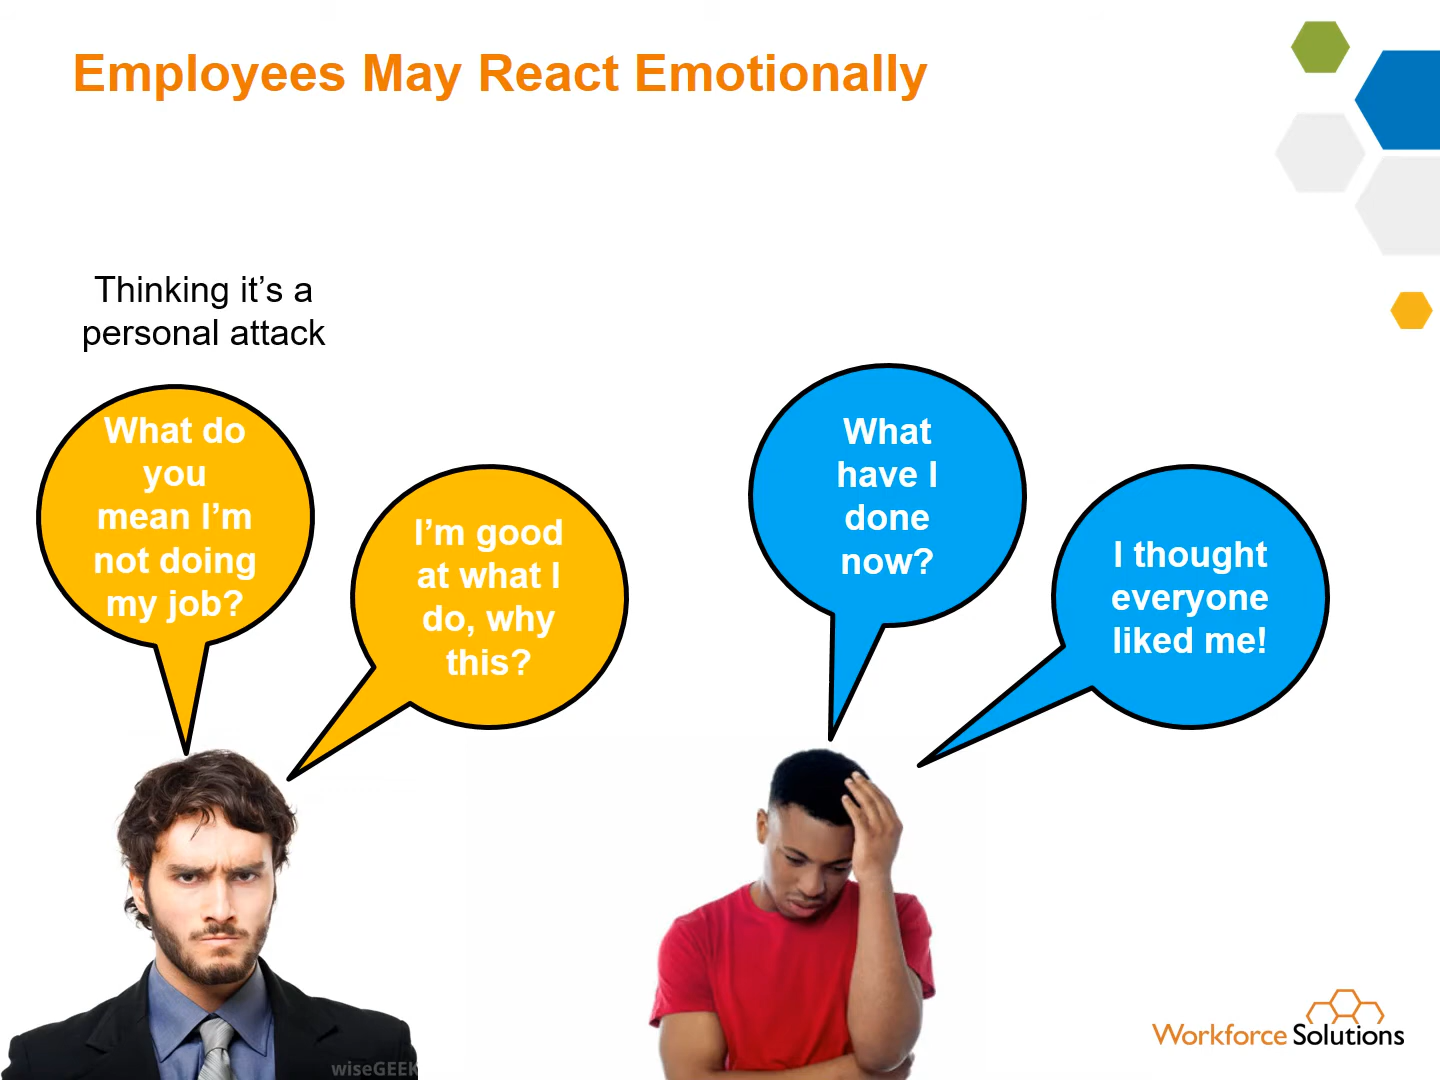 Employees May React Emotionally
Thinking it’s a
personal attack
What do
you
mean I’m
not doing
my job?
I’m good
at what I
do, why
this?
What
have I
done
now?
I thought
everyone
liked me!
wiseGEEK
Workforce Solutions